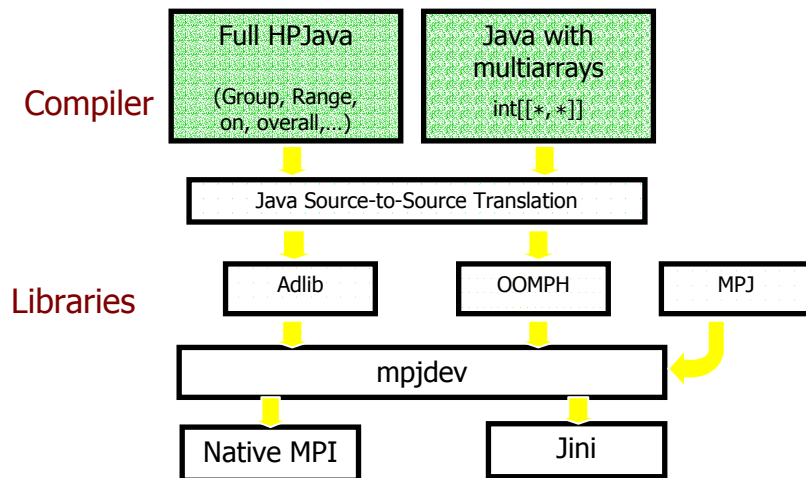 Full HPJava
(Group, Range,
on, overall,…)
Java with
multiarrays
int[[*, *]]
Compiler
Java Source-to-Source Translation
Libraries
Adlib
OOMPH
MPJ
mpjdev
Native MPI
Jini